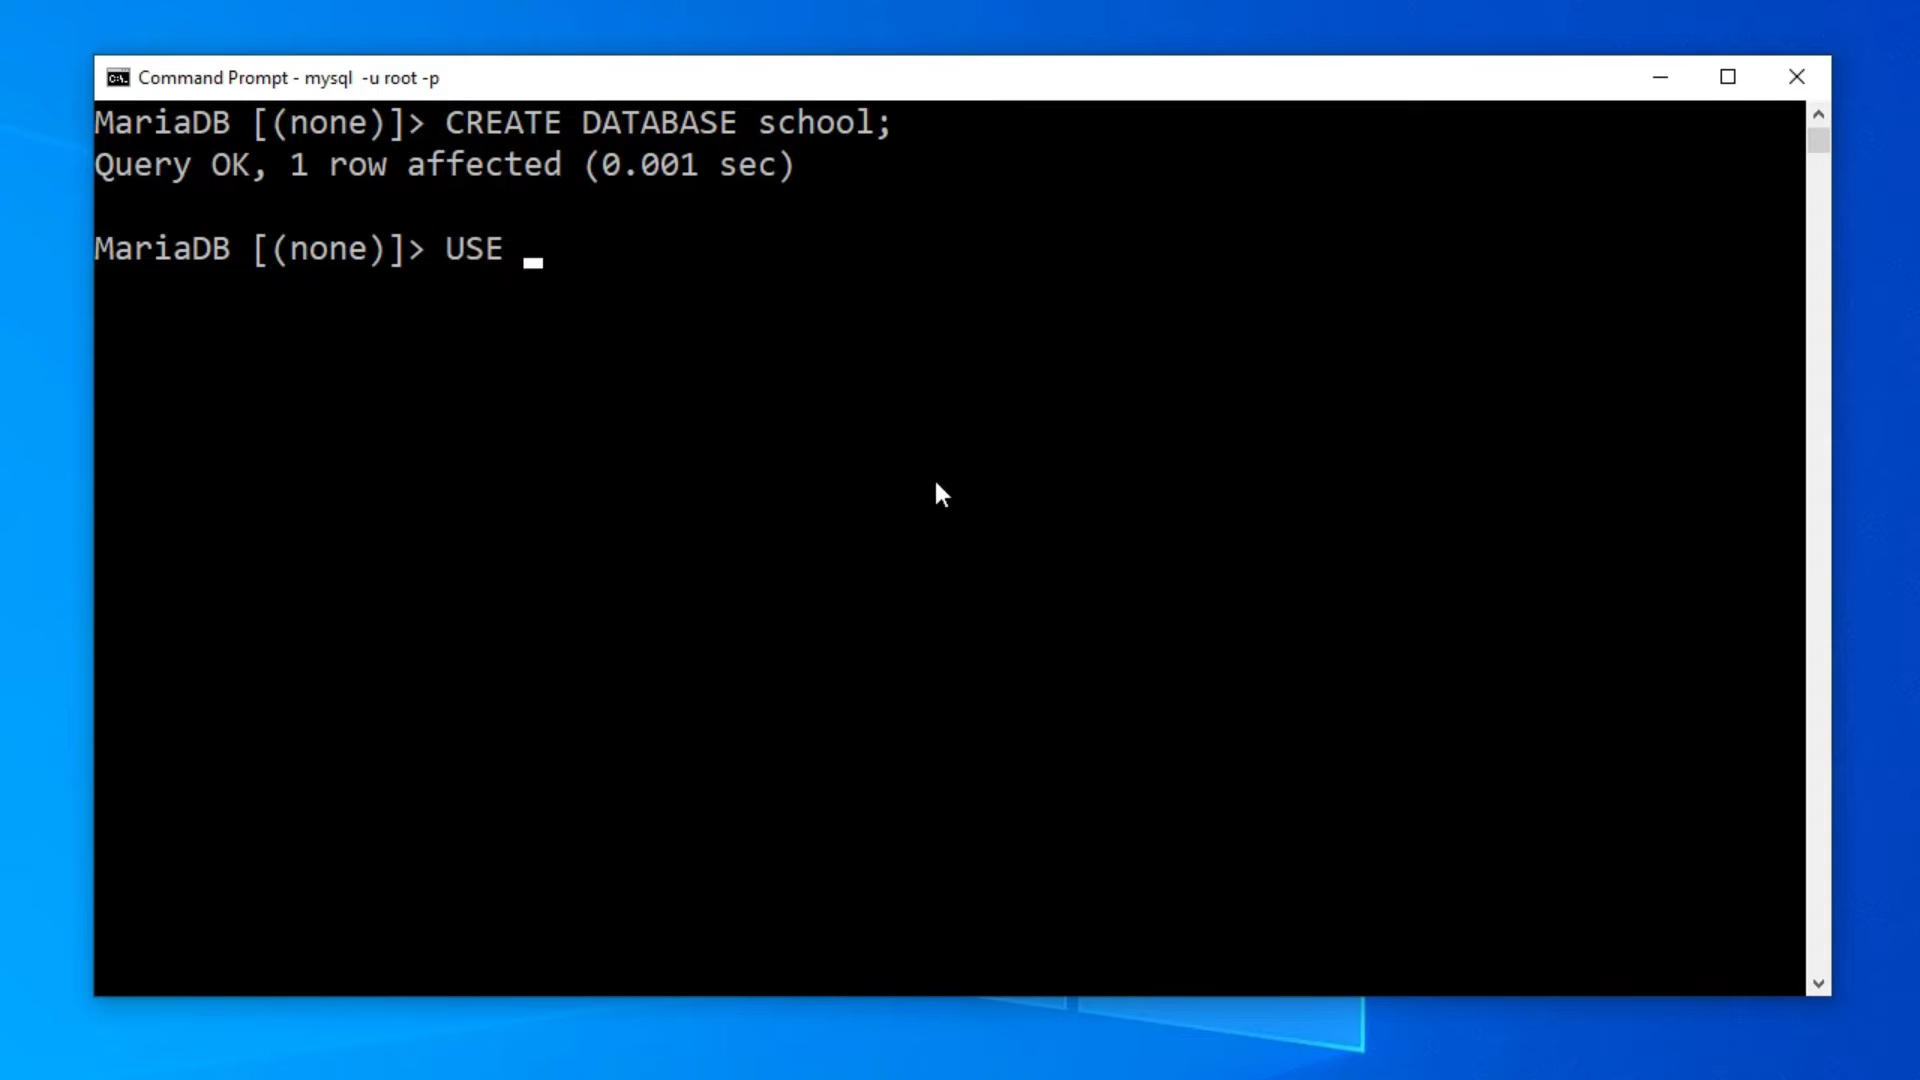 Command Prompt - mysql  -u root -p
MariaDB [(none)]> CREATE DATABASE school;
Query OK, 1 row affected (0.001 sec)
MariaDB [(none)]> USE